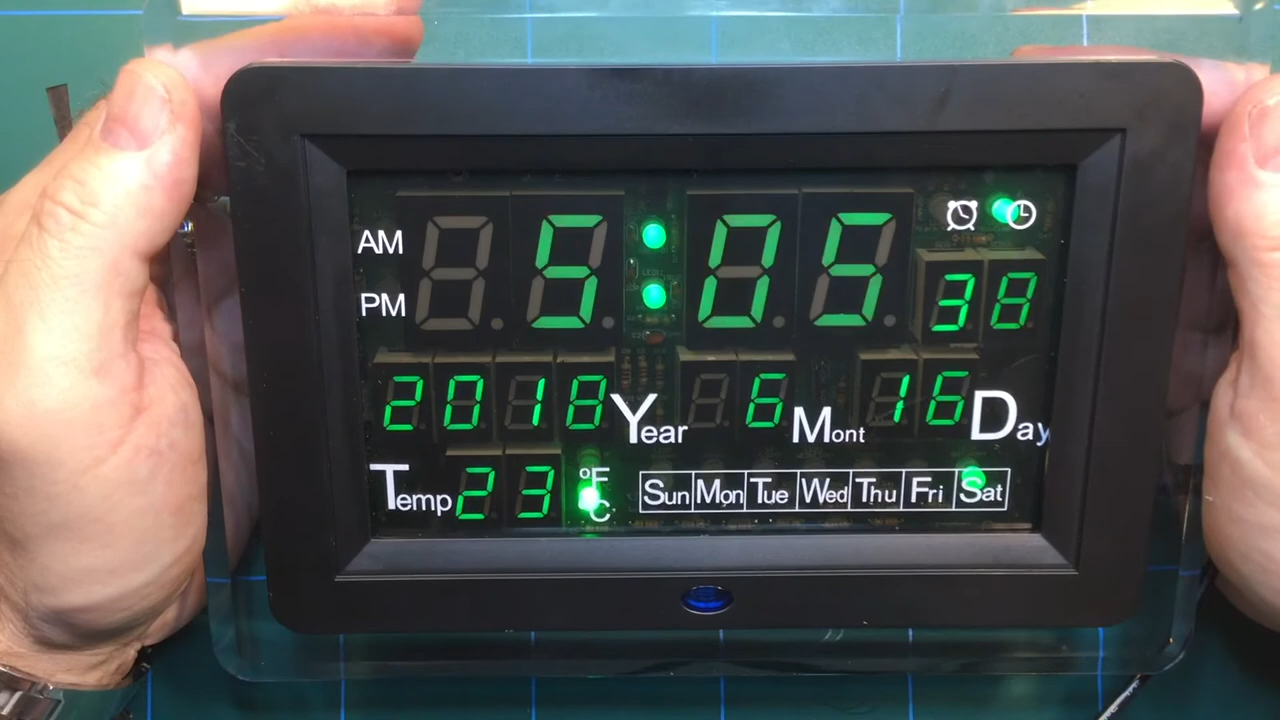 AM
5:05
PM
38
2018 Year 6 Mont 16 Day
Temp 23 °F
C
Sun Mon Tue Wed Thu Fri Sat